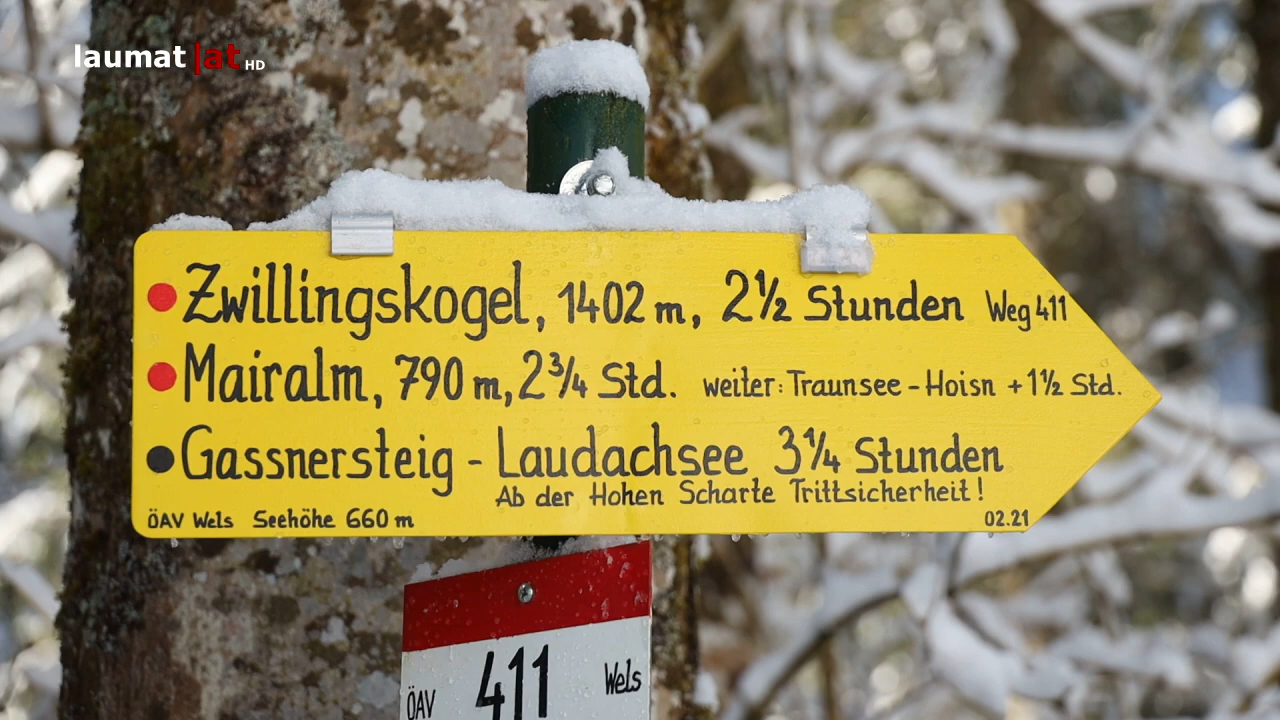 laumat|at HD
Zwillingskogel, 1402 m, 2½ Stunden Weg 411
Mairalm, 790 m, 2¾ Std. weiter: Traunsee - Hoisn + 1½ Std.
Gassnersteig - Laudachsee 3¼ Stunden
Ab der Hohen Scharte Trittsicherheit!
ÖAV Wels Seehöhe 660 m 02.21
ÖAV 411 Wels